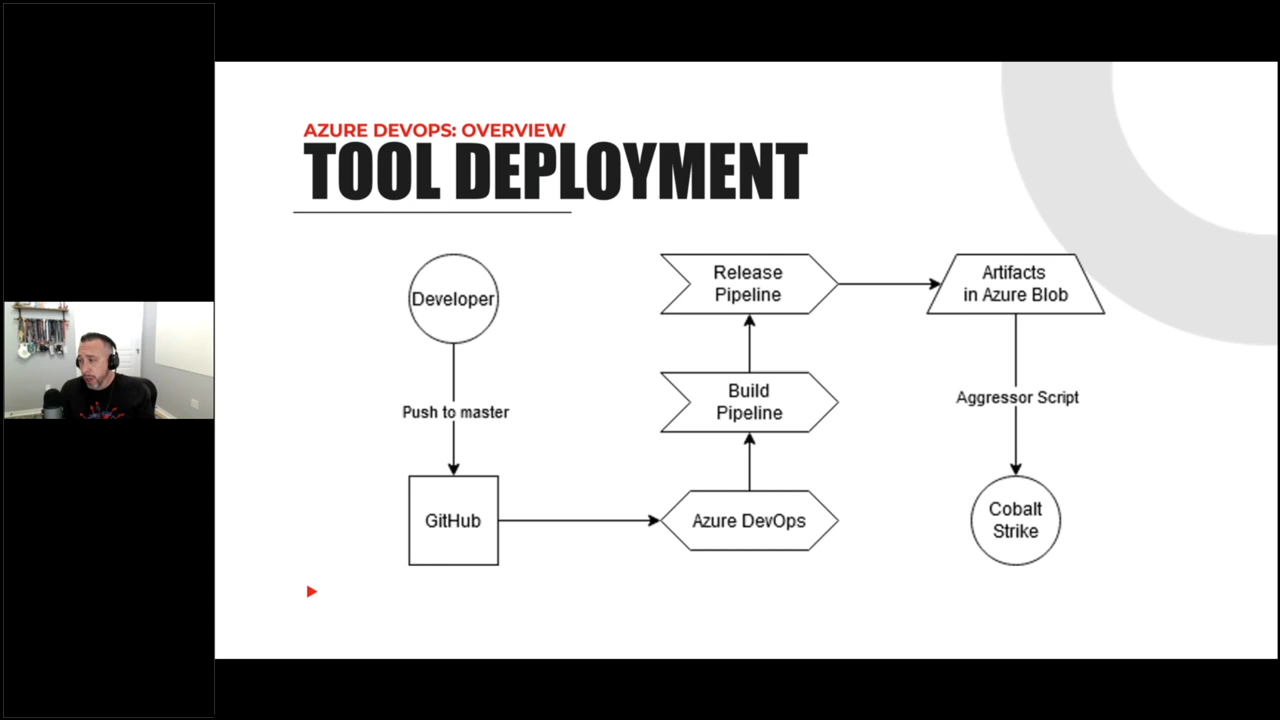 AZURE DEVOPS: OVERVIEW
TOOL DEPLOYMENT
Developer
Push to master
GitHub
Azure DevOps
Build
Pipeline
Release
Pipeline
Artifacts
in Azure Blob
Aggressor Script
Cobalt
Strike